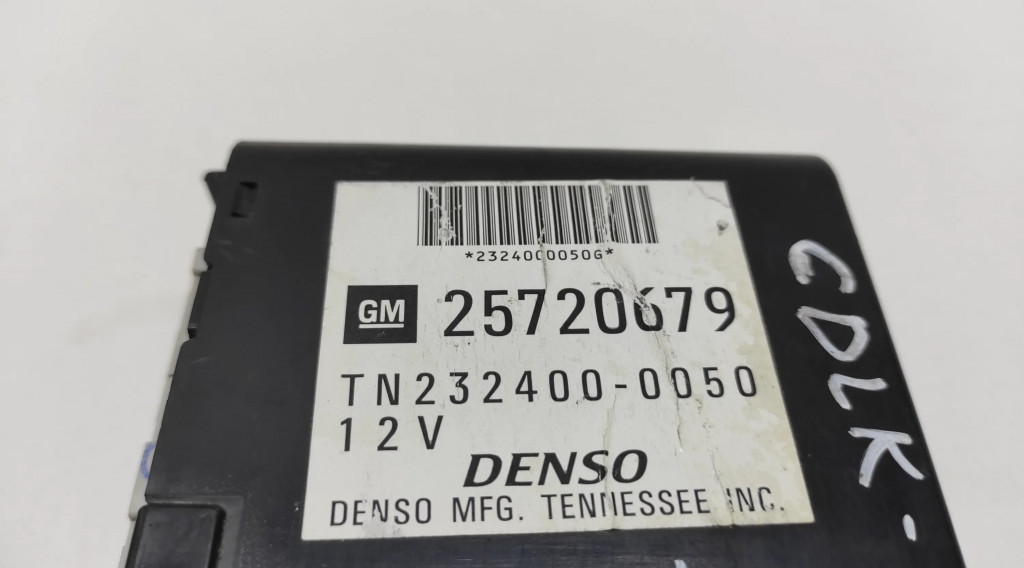 *2324000050G*
GM 25720679
TN232400-0050
12V
DENSO
DENSO MFG. TENNESSEE INC.
CDLK-